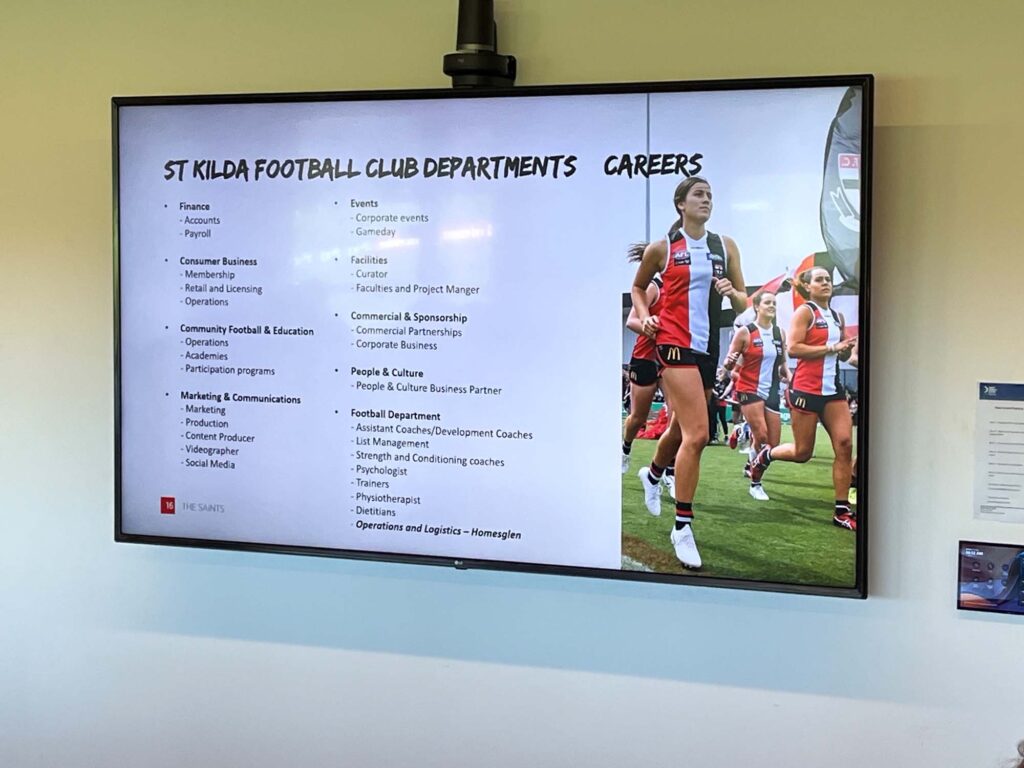 ST KILDA FOOTBALL CLUB DEPARTMENTS CAREERS
• Finance
- Accounts
- Payroll
• Consumer Business
- Membership
- Retail and Licensing
- Operations
• Community Football & Education
- Operations
- Academies
- Participation programs
• Marketing & Communications
- Marketing
- Production
- Content Producer
- Videographer
- Social Media
• Events
- Corporate events
- Gameday
• Facilities
- Curator
- Faculties and Project Manger
• Commercial & Sponsorship
- Commercial Partnerships
- Corporate Business
• People & Culture
- People & Culture Business Partner
• Football Department
- Assistant Coaches/Development Coaches
- List Management
- Strength and Conditioning coaches
- Psychologist
- Trainers
- Physiotherapist
- Dietitians
Operations and Logistics – Homesglen
16 THE SAINTS
AFL
F.C.
LG